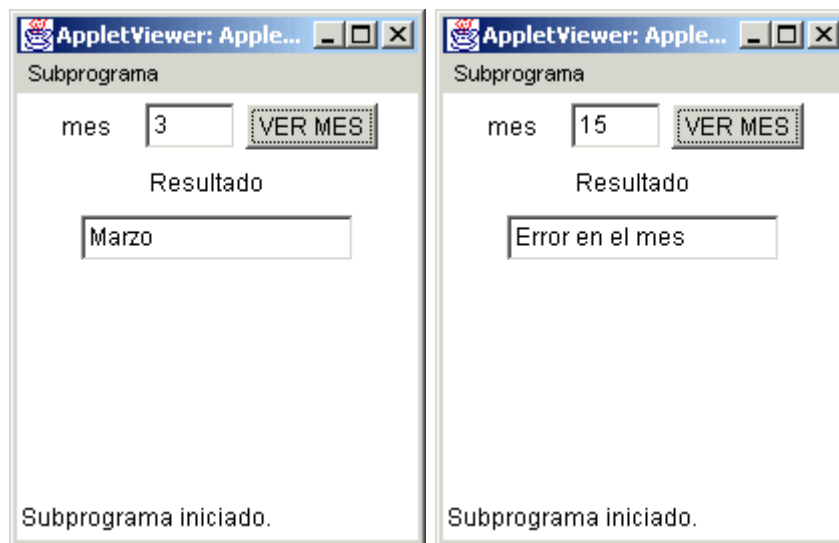 AppletViewer: Apple...
Subprograma
mes 3 VER MES
Resultado
Marzo
Subprograma iniciado.
AppletViewer: Apple...
Subprograma
mes 15 VER MES
Resultado
Error en el mes
Subprograma iniciado.